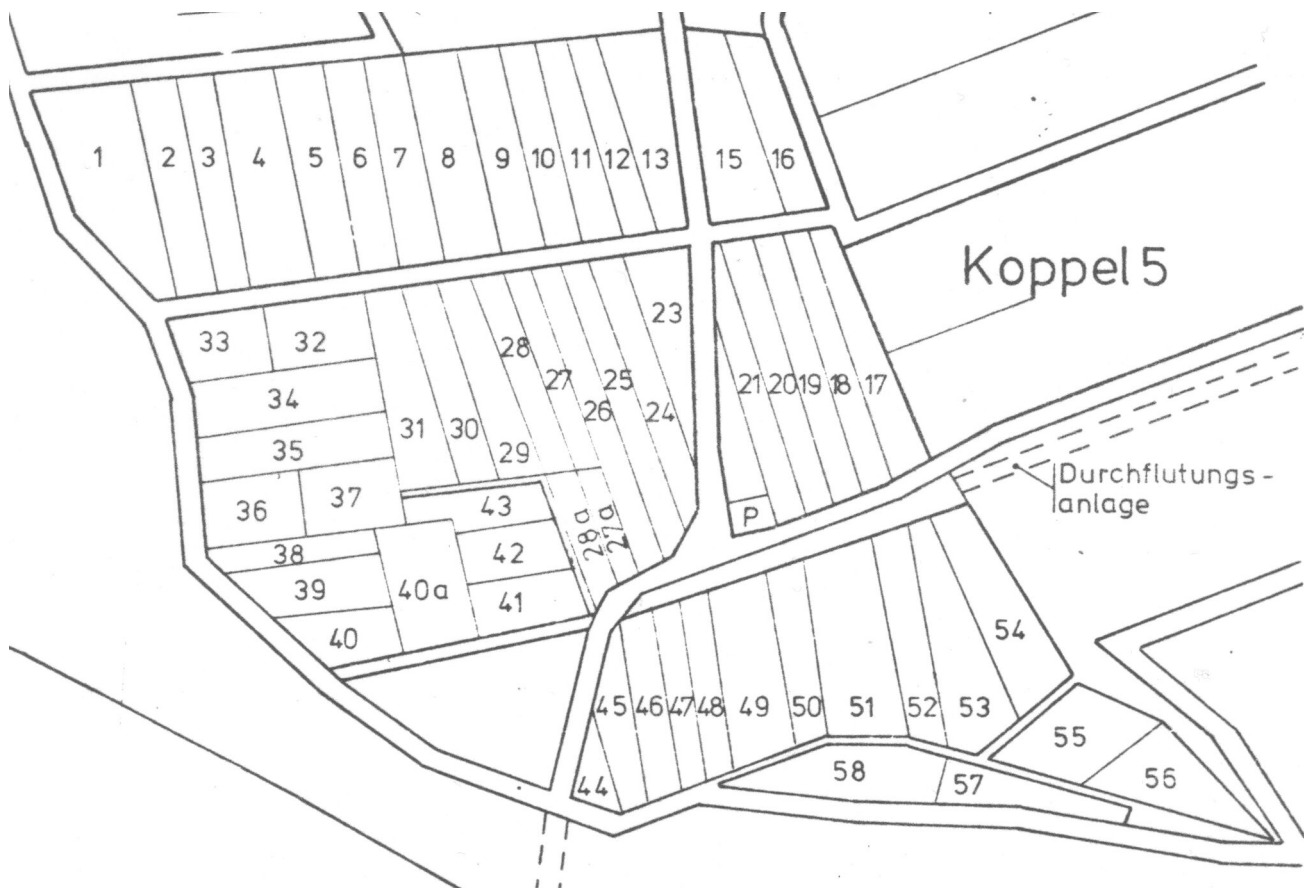 1 2 3 4 5 6 7 8 9 10 11 12 13 15 16
Koppel 5
33 32 28 23
34 27 25 21 20 19 18 17
35 31 30 29 26 24
36 37 43 28a 27a P
Durchflutungs-
anlage
38 42
39 40a 41
40 54
45 46 47 48 49 50 51 52 53 55
44 58 57 56